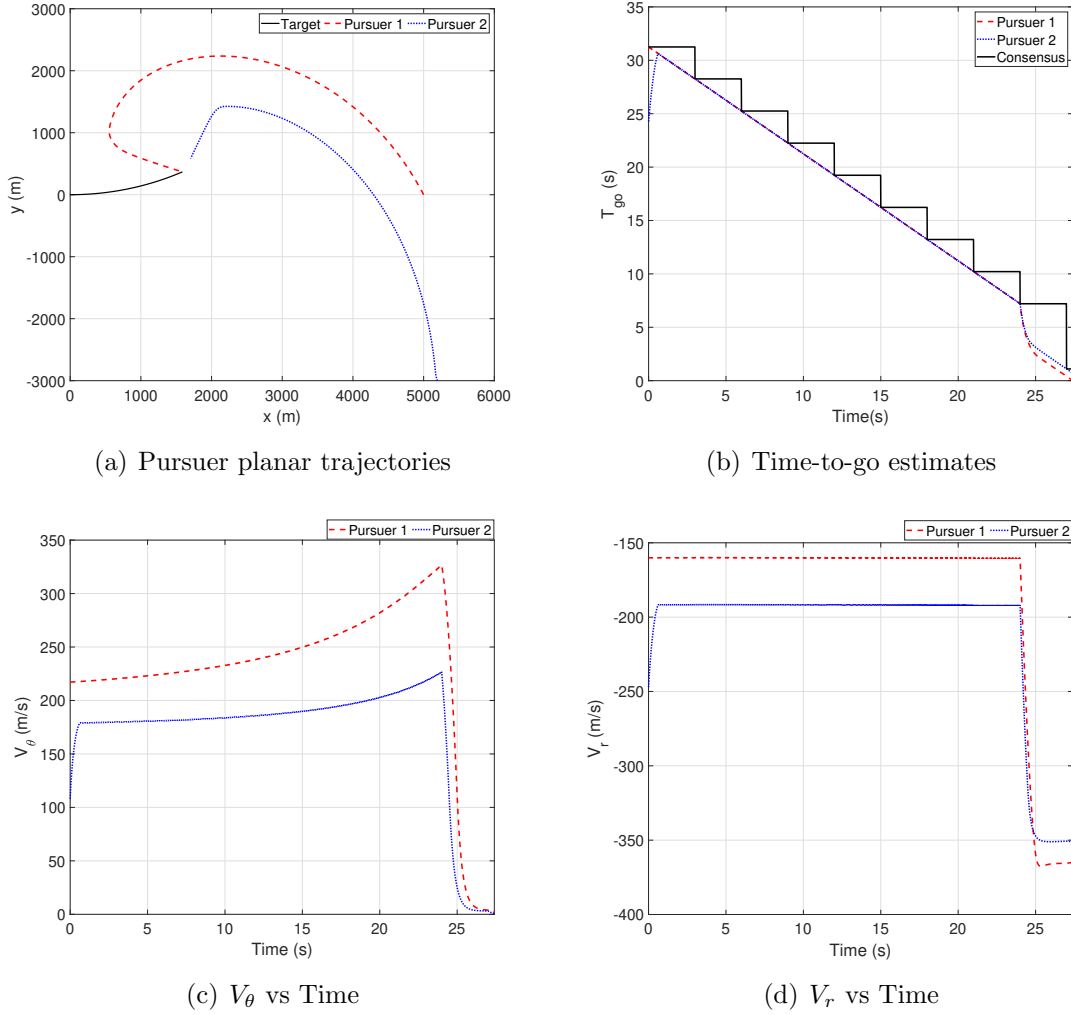 Target Pursuer 1 Pursuer 2
3000
2000
1000
0
-1000
-2000
-3000
y (m)
0 1000 2000 3000 4000 5000 6000
x (m)
(a) Pursuer planar trajectories
Pursuer 1
Pursuer 2
Consensus
35
30
25
20
15
10
5
0
T_go (s)
0 5 10 15 20 25
Time(s)
(b) Time-to-go estimates
Pursuer 1 Pursuer 2
350
300
250
200
150
100
50
0
V_θ (m/s)
0 5 10 15 20 25
Time (s)
(c) V_θ vs Time
Pursuer 1 Pursuer 2
-150
-200
-250
-300
-350
-400
V_r (m/s)
0 5 10 15 20 25
Time (s)
(d) V_r vs Time